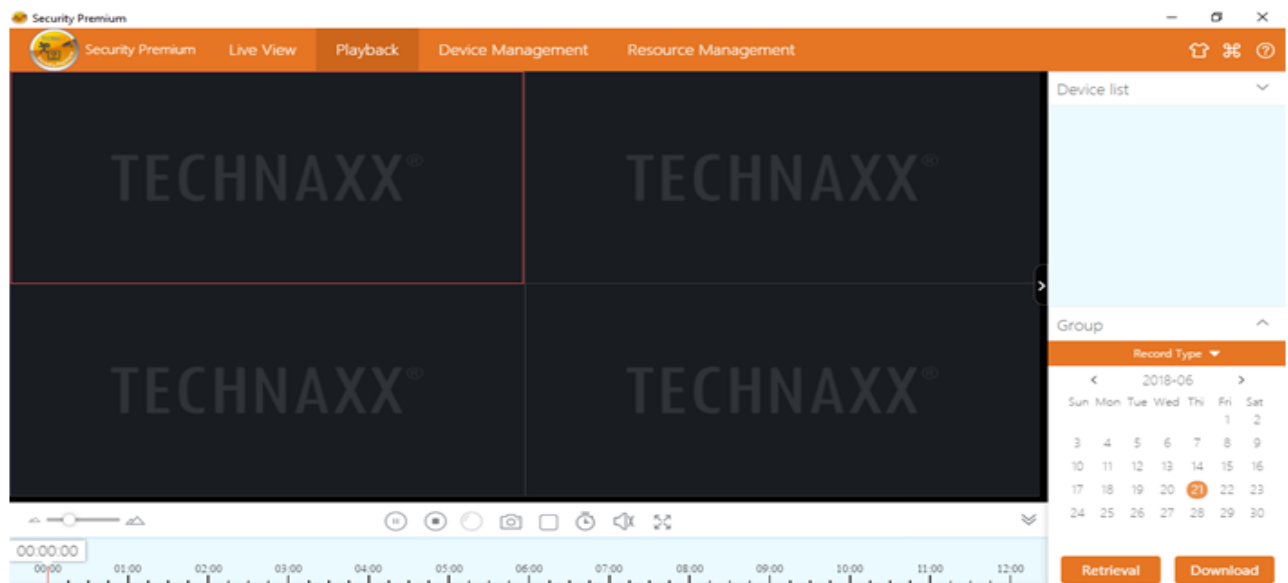 Security Premium
Security Premium Live View Playback Device Management Resource Management
Device list
TECHNAXX® TECHNAXX®
Group
Record Type
2018-06
Sun Mon Tue Wed Thi Fri Sat
1 2
3 4 5 6 7 8 9
10 11 12 13 14 15 16
17 18 19 20 21 22 23
24 25 26 27 28 29 30
TECHNAXX® TECHNAXX®
00:00:00
00:00 01:00 02:00 03:00 04:00 05:00 06:00 07:00 08:00 09:00 10:00 11:00 12:00
Retrieval Download